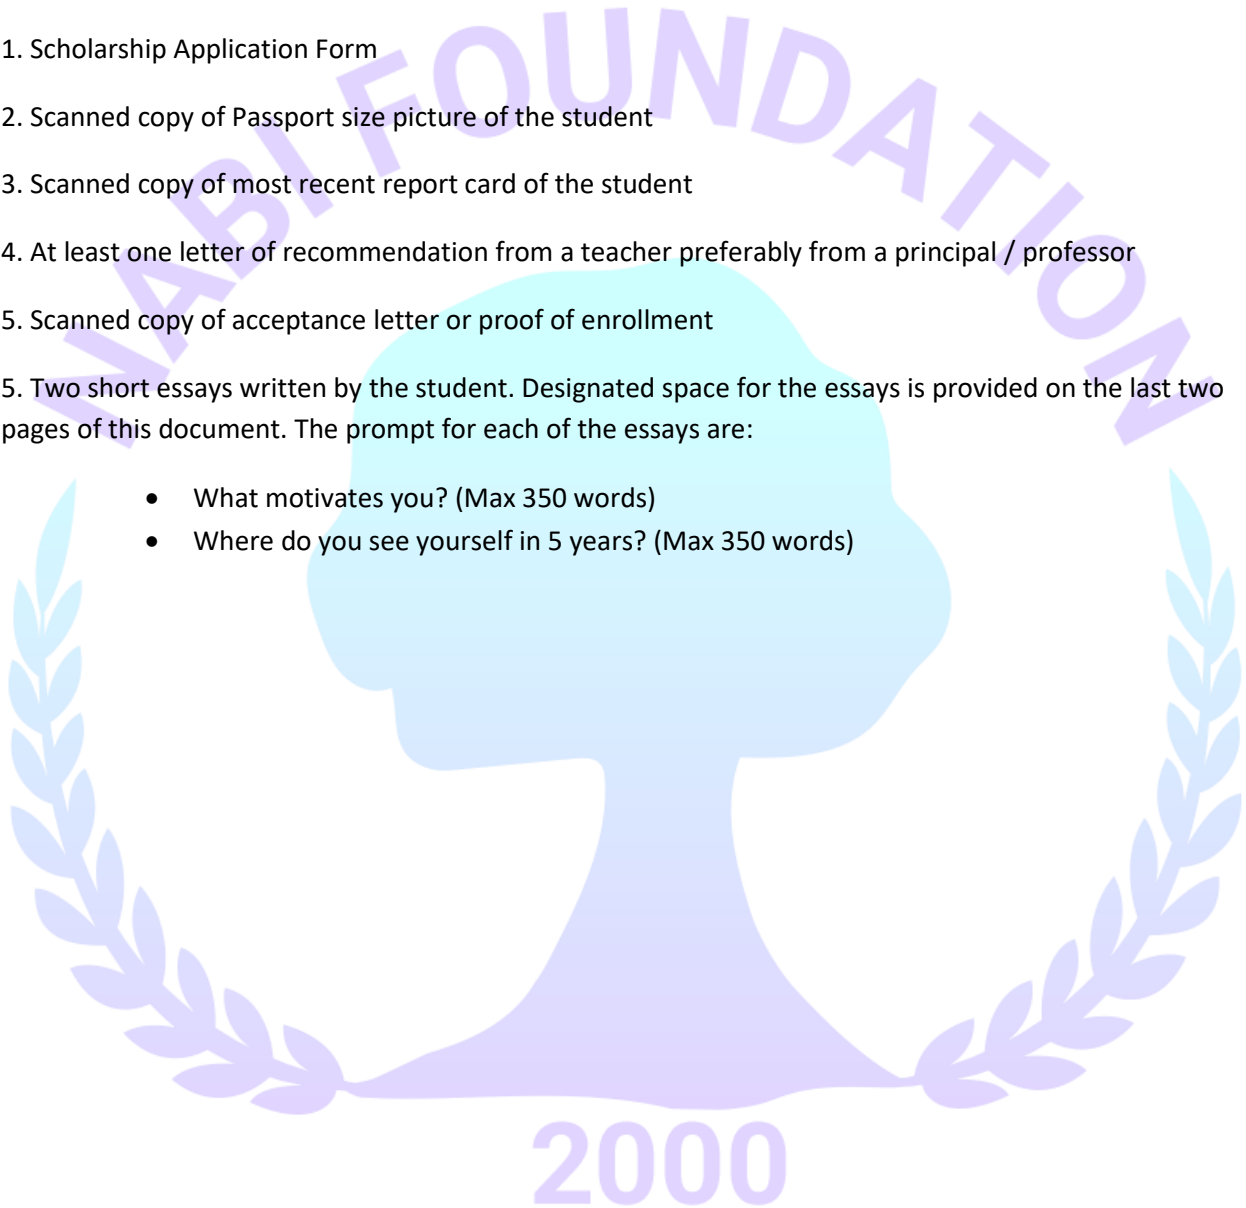 NABI FOUNDATION
1. Scholarship Application Form
2. Scanned copy of Passport size picture of the student
3. Scanned copy of most recent report card of the student
4. At least one letter of recommendation from a teacher preferably from a principal / professor
5. Scanned copy of acceptance letter or proof of enrollment
5. Two short essays written by the student. Designated space for the essays is provided on the last two
pages of this document. The prompt for each of the essays are:
• What motivates you? (Max 350 words)
• Where do you see yourself in 5 years? (Max 350 words)
2000